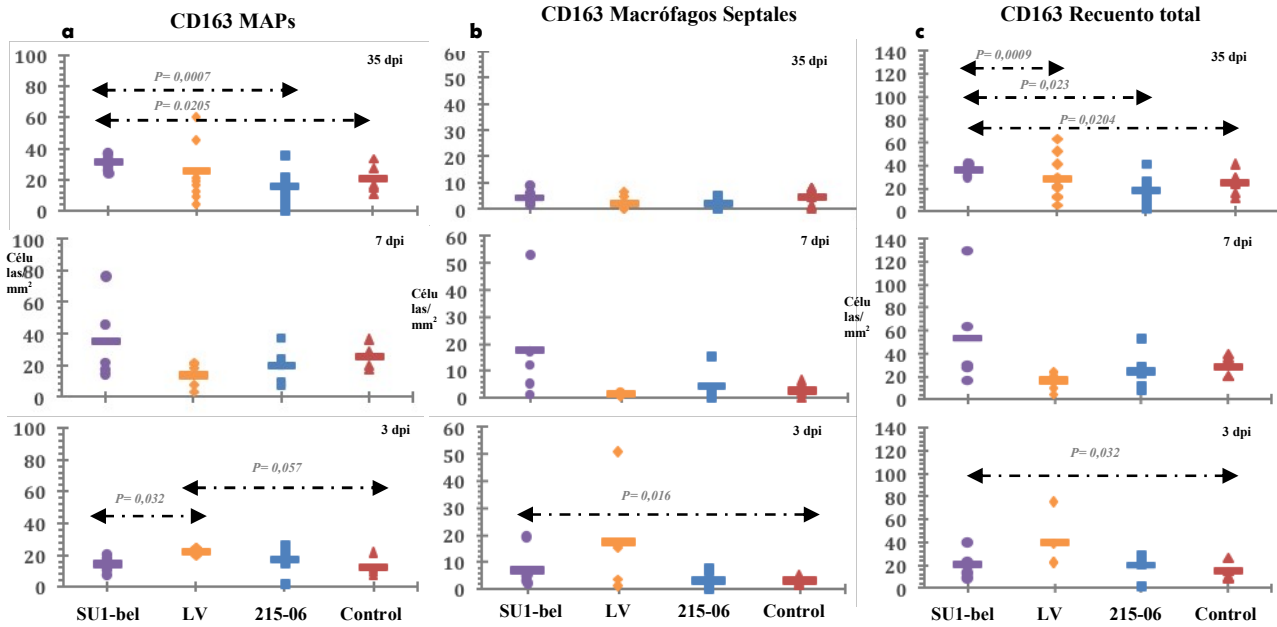 a
CD163 MAPs
35 dpi
100
80
60
40
20
0
P= 0,0007
P= 0.0205
7 dpi
Célu
las/
mm²
100
80
60
40
20
0
3 dpi
100
80
60
40
20
0
P= 0,032
P= 0,057
SU1-bel
LV
215-06
Control
b
CD163 Macrófagos Septales
35 dpi
60
50
40
30
20
10
0
7 dpi
Célu
las/
mm²
60
50
40
30
20
10
0
3 dpi
60
50
40
30
20
10
0
P= 0,016
SU1-bel
LV
215-06
Control
c
CD163 Recuento total
35 dpi
140
120
100
80
60
40
20
0
P= 0,0009
P= 0,023
P= 0,0204
7 dpi
Célu
las/
mm²
140
120
100
80
60
40
20
0
3 dpi
140
120
100
80
60
40
20
0
P= 0,032
SU1-bel
LV
215-06
Control